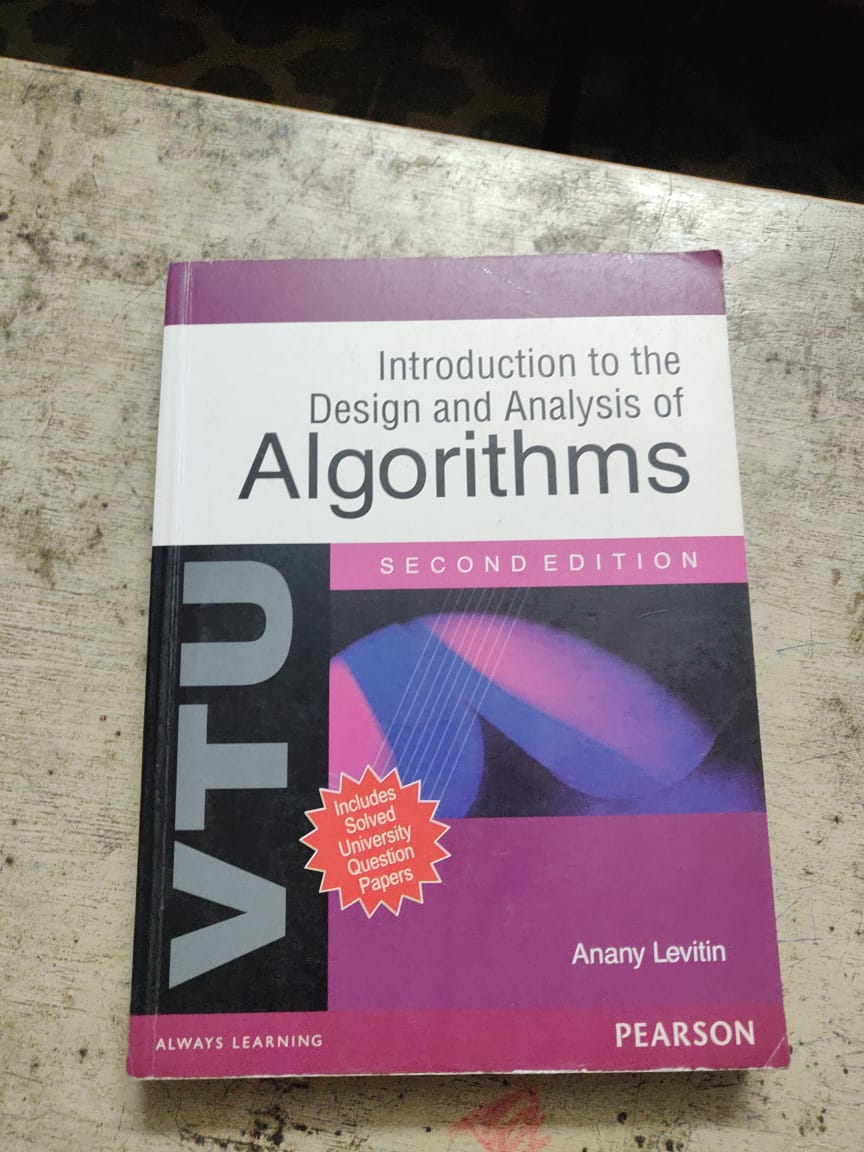 Introduction to the
Design and Analysis of
Algorithms
SECOND EDITION
VTU
Includes
Solved
University
Question
Papers
Anany Levitin
ALWAYS LEARNING
PEARSON